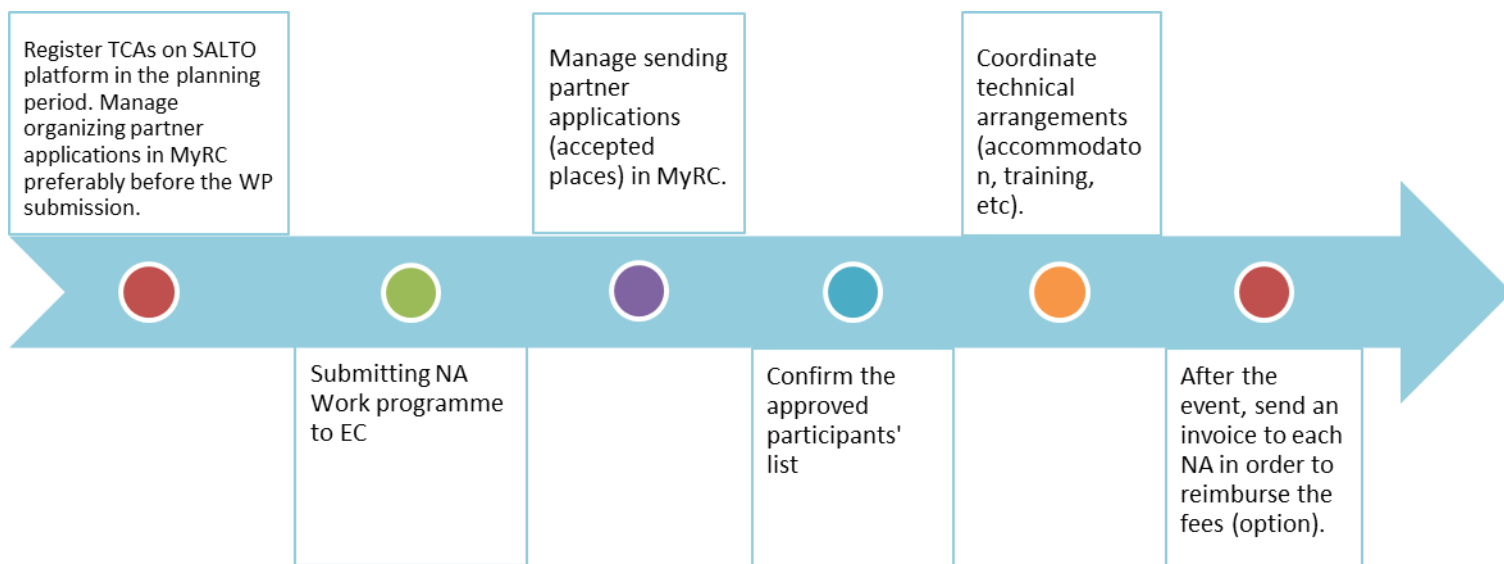 Register TCAs on SALTO
platform in the planning
period. Manage
organizing partner
applications in MyRC
preferably before the WP
submission.
Submitting NA
Work programme
to EC
Manage sending
partner
applications
(accepted
places) in MyRC.
Confirm the
approved
participants'
list
Coordinate
technical
arrangements
(accommodato
n, training,
etc).
After the
event, send an
invoice to each
NA in order to
reimburse the
fees (option).